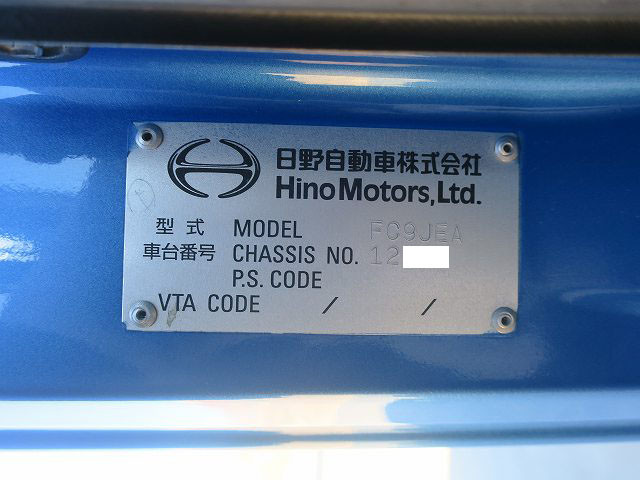 日野自動車株式会社
Hino Motors, Ltd.
型式 MODEL FC9JEA
車台番号 CHASSIS NO. 12
P.S. CODE
VTA CODE / /